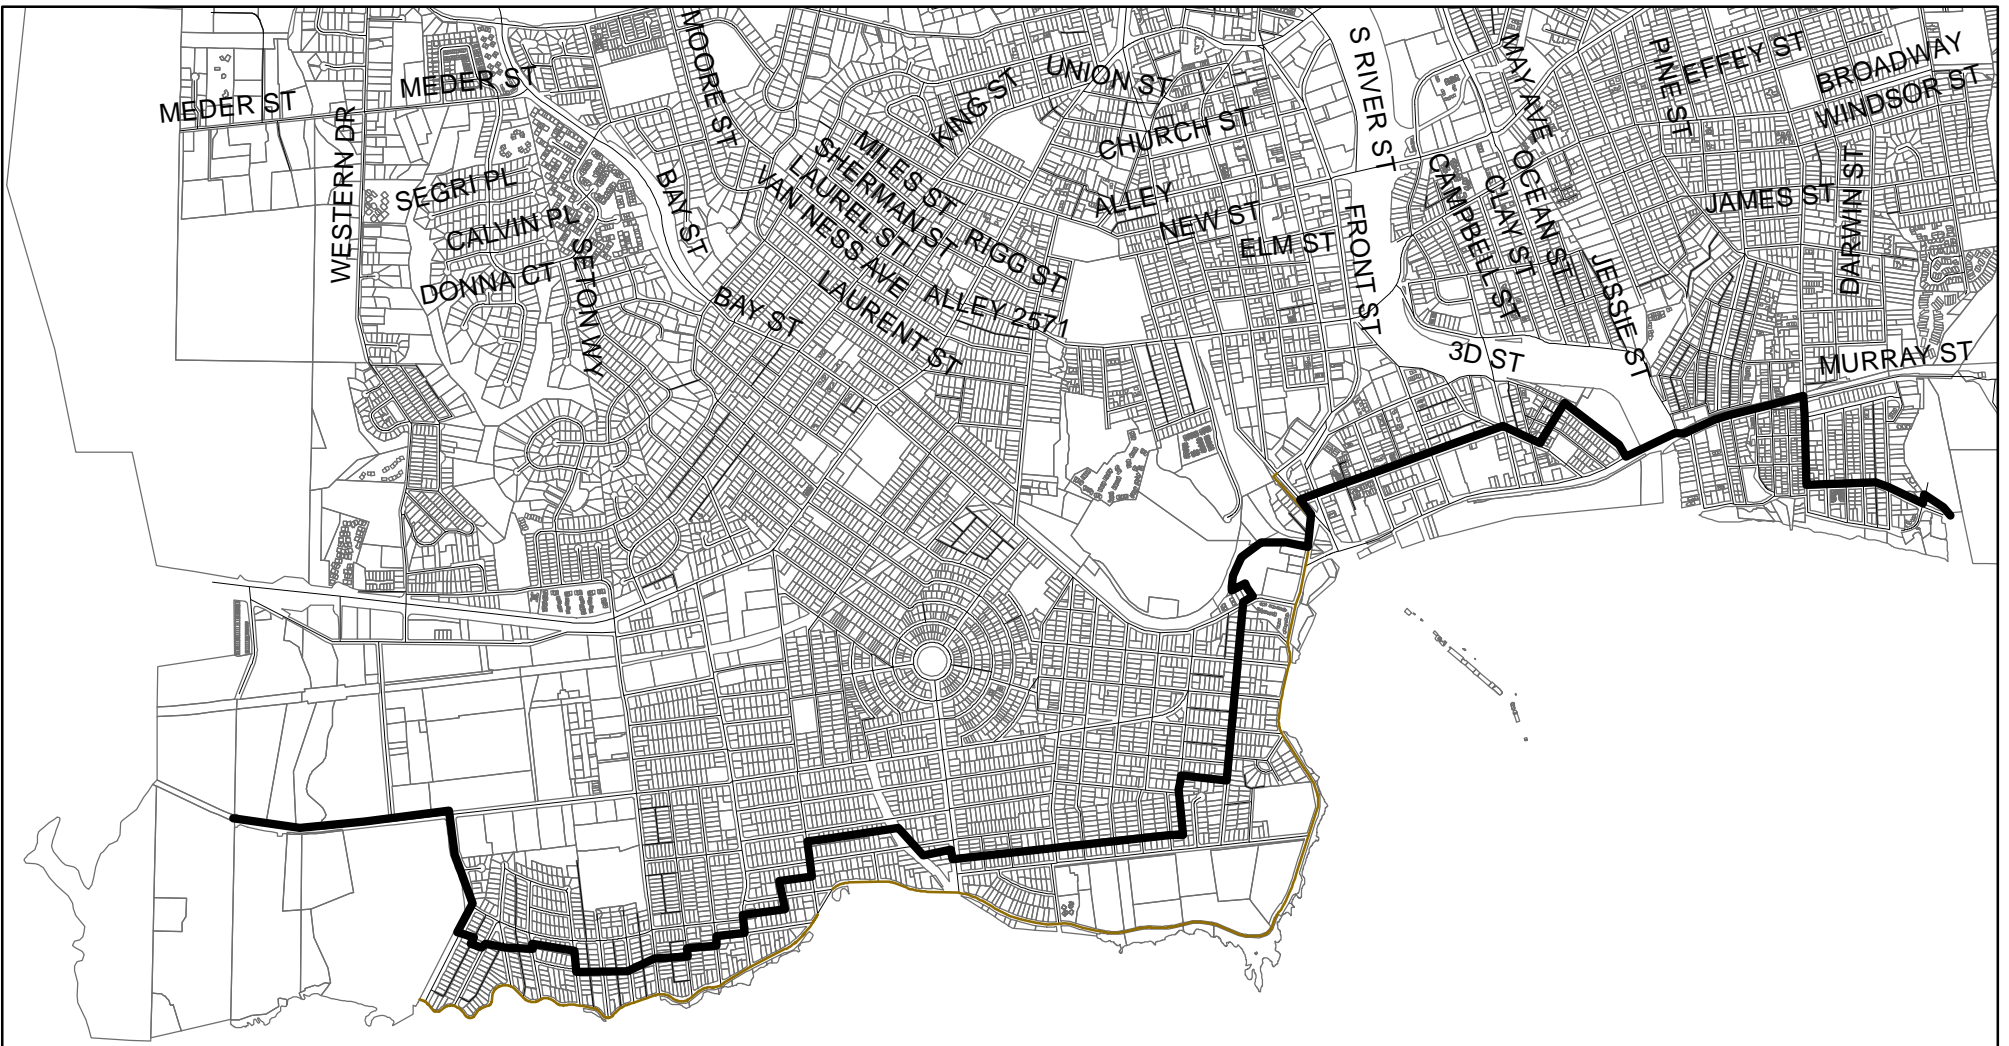 MEDER ST
MEDER ST
WESTERN DR
SEGRI PL
CALVIN PL
DONNA CT
SETON WY
MOORE ST
BAY ST
BAY ST
KING ST
UNION ST
CHURCH ST
MILES ST
SHERMAN ST
LAUREL ST
VAN NESS AVE
LAURENT ST
RIGG ST
ALLEY 2571
ALLEY
NEW ST
ELM ST
FRONT ST
S RIVER ST
CAMPBELL ST
CLAY ST
OCEAN ST
MAY AVE
JESSIE ST
3D ST
PINE ST
EFFEY ST
BROADWAY
WINDSOR ST
JAMES ST
DARWIN ST
MURRAY ST